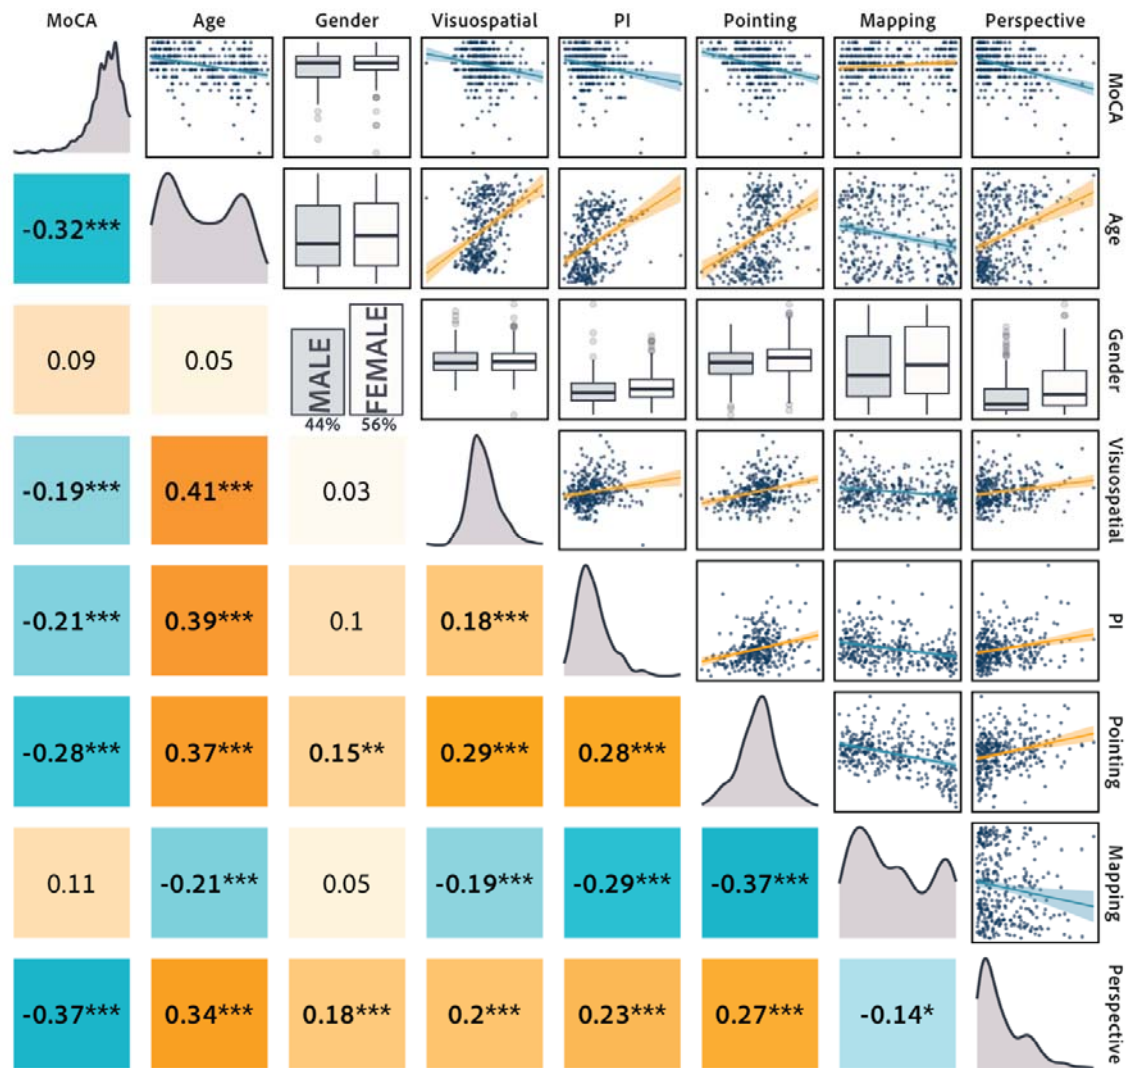 MoCA Age Gender Visuospatial PI Pointing Mapping Perspective
MoCA
-0.32***
Age
0.09 0.05 MALE FEMALE
44% 56%
Gender
-0.19*** 0.41*** 0.03
Visuospatial
-0.21*** 0.39*** 0.1 0.18***
PI
-0.28*** 0.37*** 0.15** 0.29*** 0.28***
Pointing
0.11 -0.21*** 0.05 -0.19*** -0.29*** -0.37***
Mapping
-0.37*** 0.34*** 0.18*** 0.2*** 0.23*** 0.27*** -0.14*
Perspective